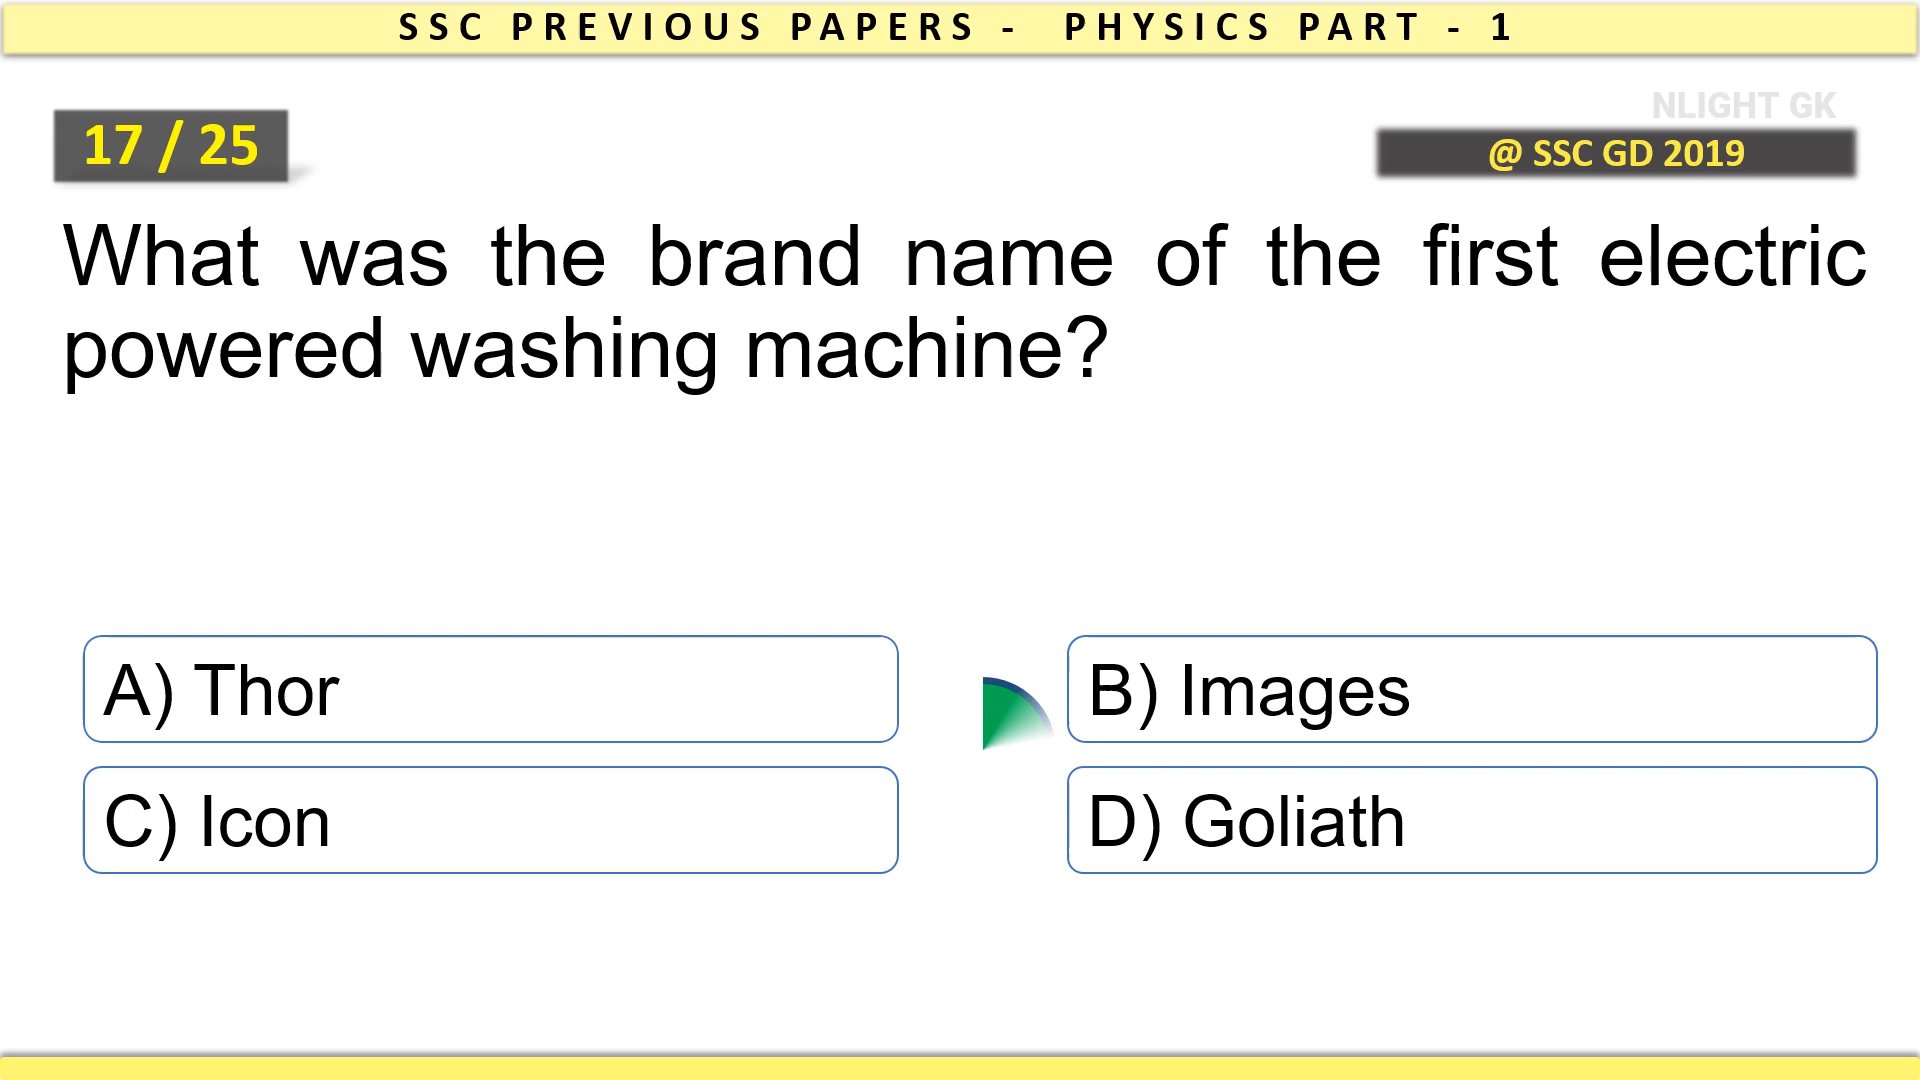 SSC PREVIOUS PAPERS - PHYSICS PART - 1
NLIGHT GK
17 / 25
@ SSC GD 2019
What was the brand name of the first electric
powered washing machine?
A) Thor
B) Images
C) Icon
D) Goliath